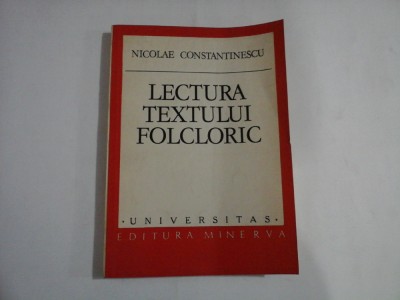 NICOLAE CONSTANTINESCU
LECTURA
TEXTULUI
FOLCLORIC
• UNIVERSITAS •
EDITURA MINERVA